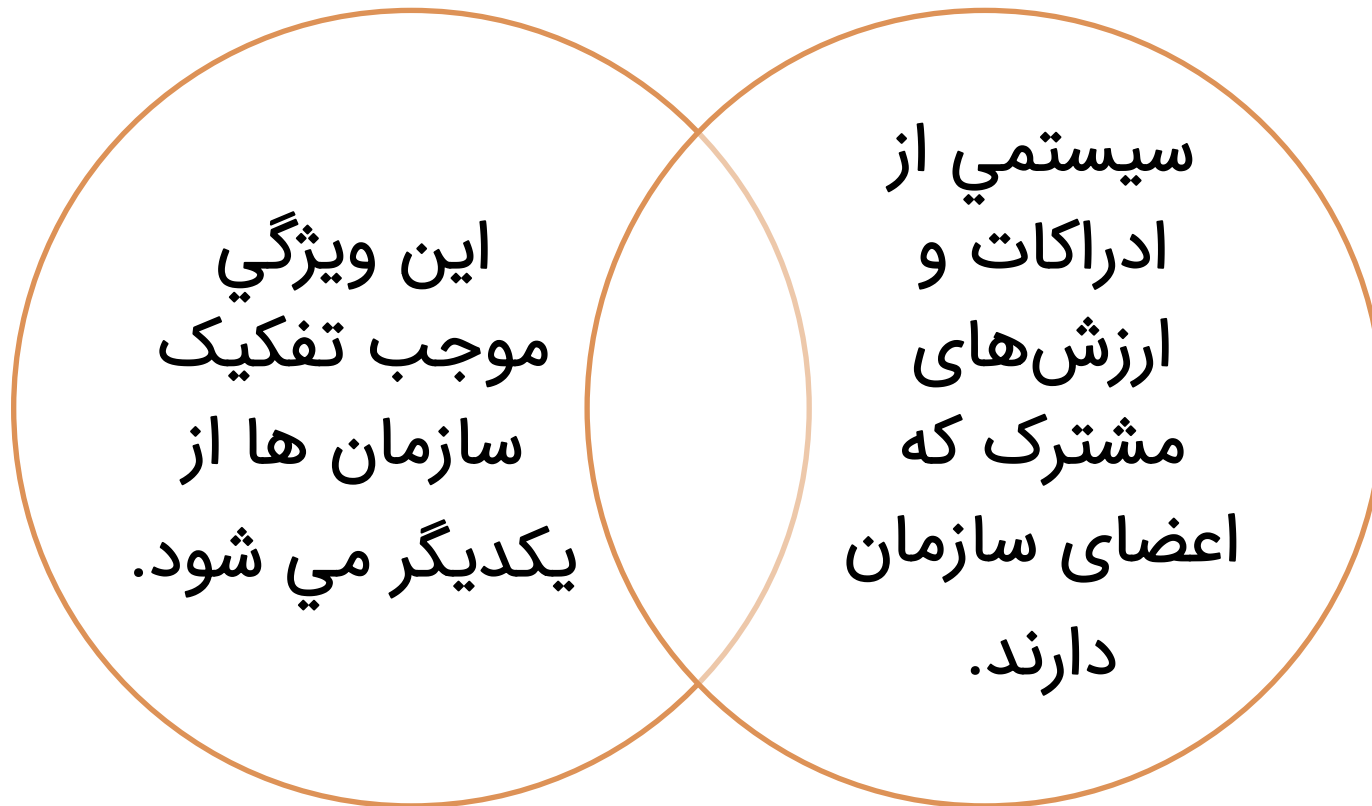 سيستمي از
ادراکات و
ارزش‌های
مشترک که
اعضای سازمان
دارند.
اين ويژگي
موجب تفکيک
سازمان ها از
يکديگر مي شود.